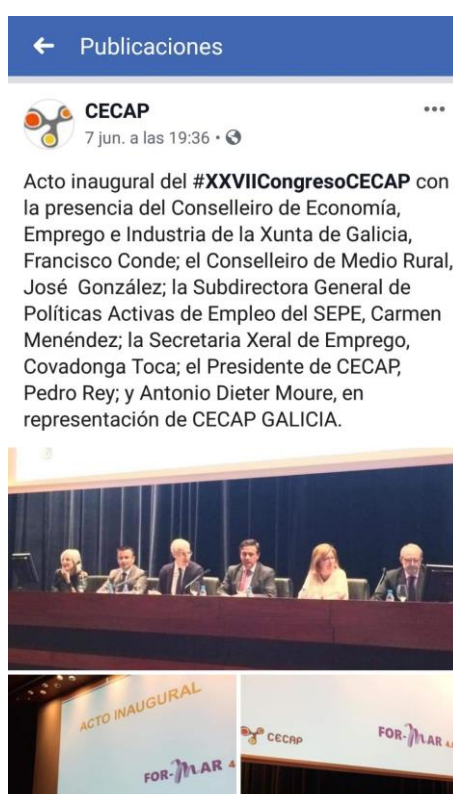 Publicaciones
CECAP
7 jun. a las 19:36 •
Acto inaugural del #XXVIICongresoCECAP con
la presencia del Conselleiro de Economía,
Emprego e Industria de la Xunta de Galicia,
Francisco Conde; el Conselleiro de Medio Rural,
José González; la Subdirectora General de
Políticas Activas de Empleo del SEPE, Carmen
Menéndez; la Secretaria Xeral de Emprego,
Covadonga Toca; el Presidente de CECAP,
Pedro Rey; y Antonio Dieter Moure, en
representación de CECAP GALICIA.
ACTO INAUGURAL
FOR-MAR 4
CECAP
FOR-MAR 4.